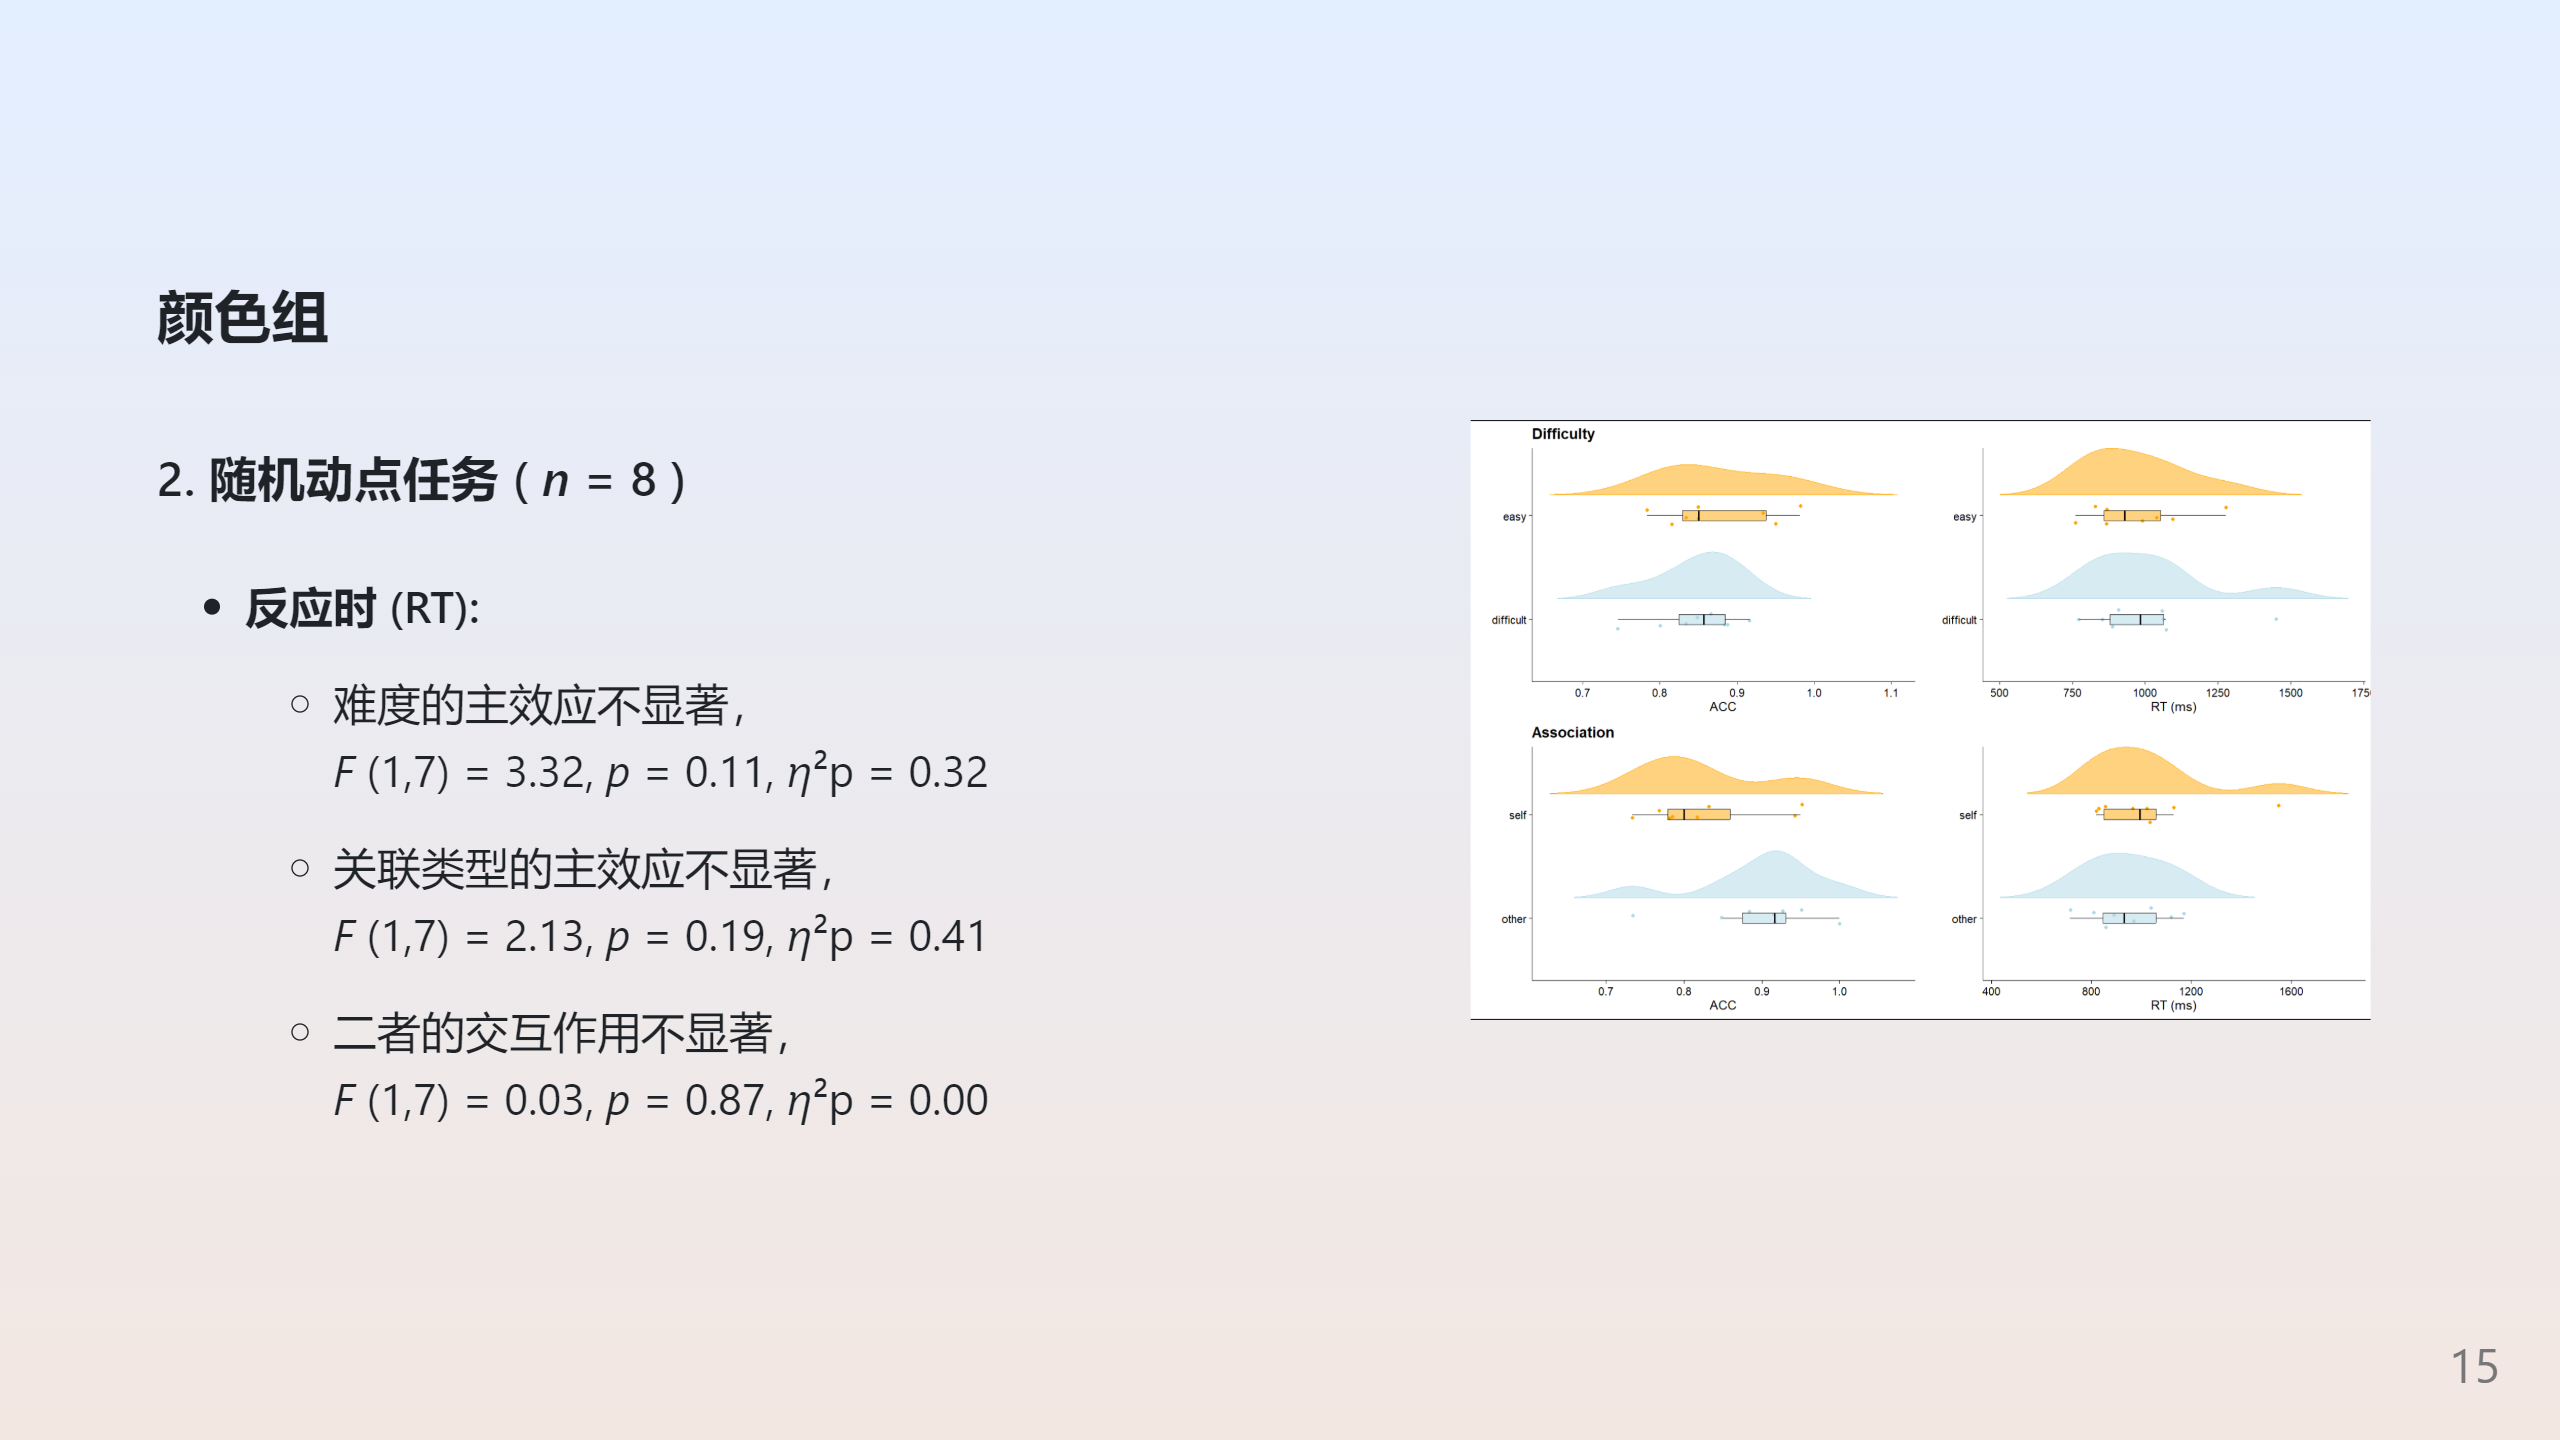 颜色组
2. 随机动点任务 ( n = 8 )
• 反应时 (RT):
○ 难度的主效应不显著，
F (1,7) = 3.32, p = 0.11, η²p = 0.32
○ 关联类型的主效应不显著，
F (1,7) = 2.13, p = 0.19, η²p = 0.41
○ 二者的交互作用不显著，
F (1,7) = 0.03, p = 0.87, η²p = 0.00
Difficulty
easy
difficult
0.7 0.8 0.9 1.0 1.1
ACC
easy
difficult
500 750 1000 1250 1500 175
RT (ms)
Association
self
other
0.7 0.8 0.9 1.0
ACC
self
other
400 800 1200 1600
RT (ms)
15